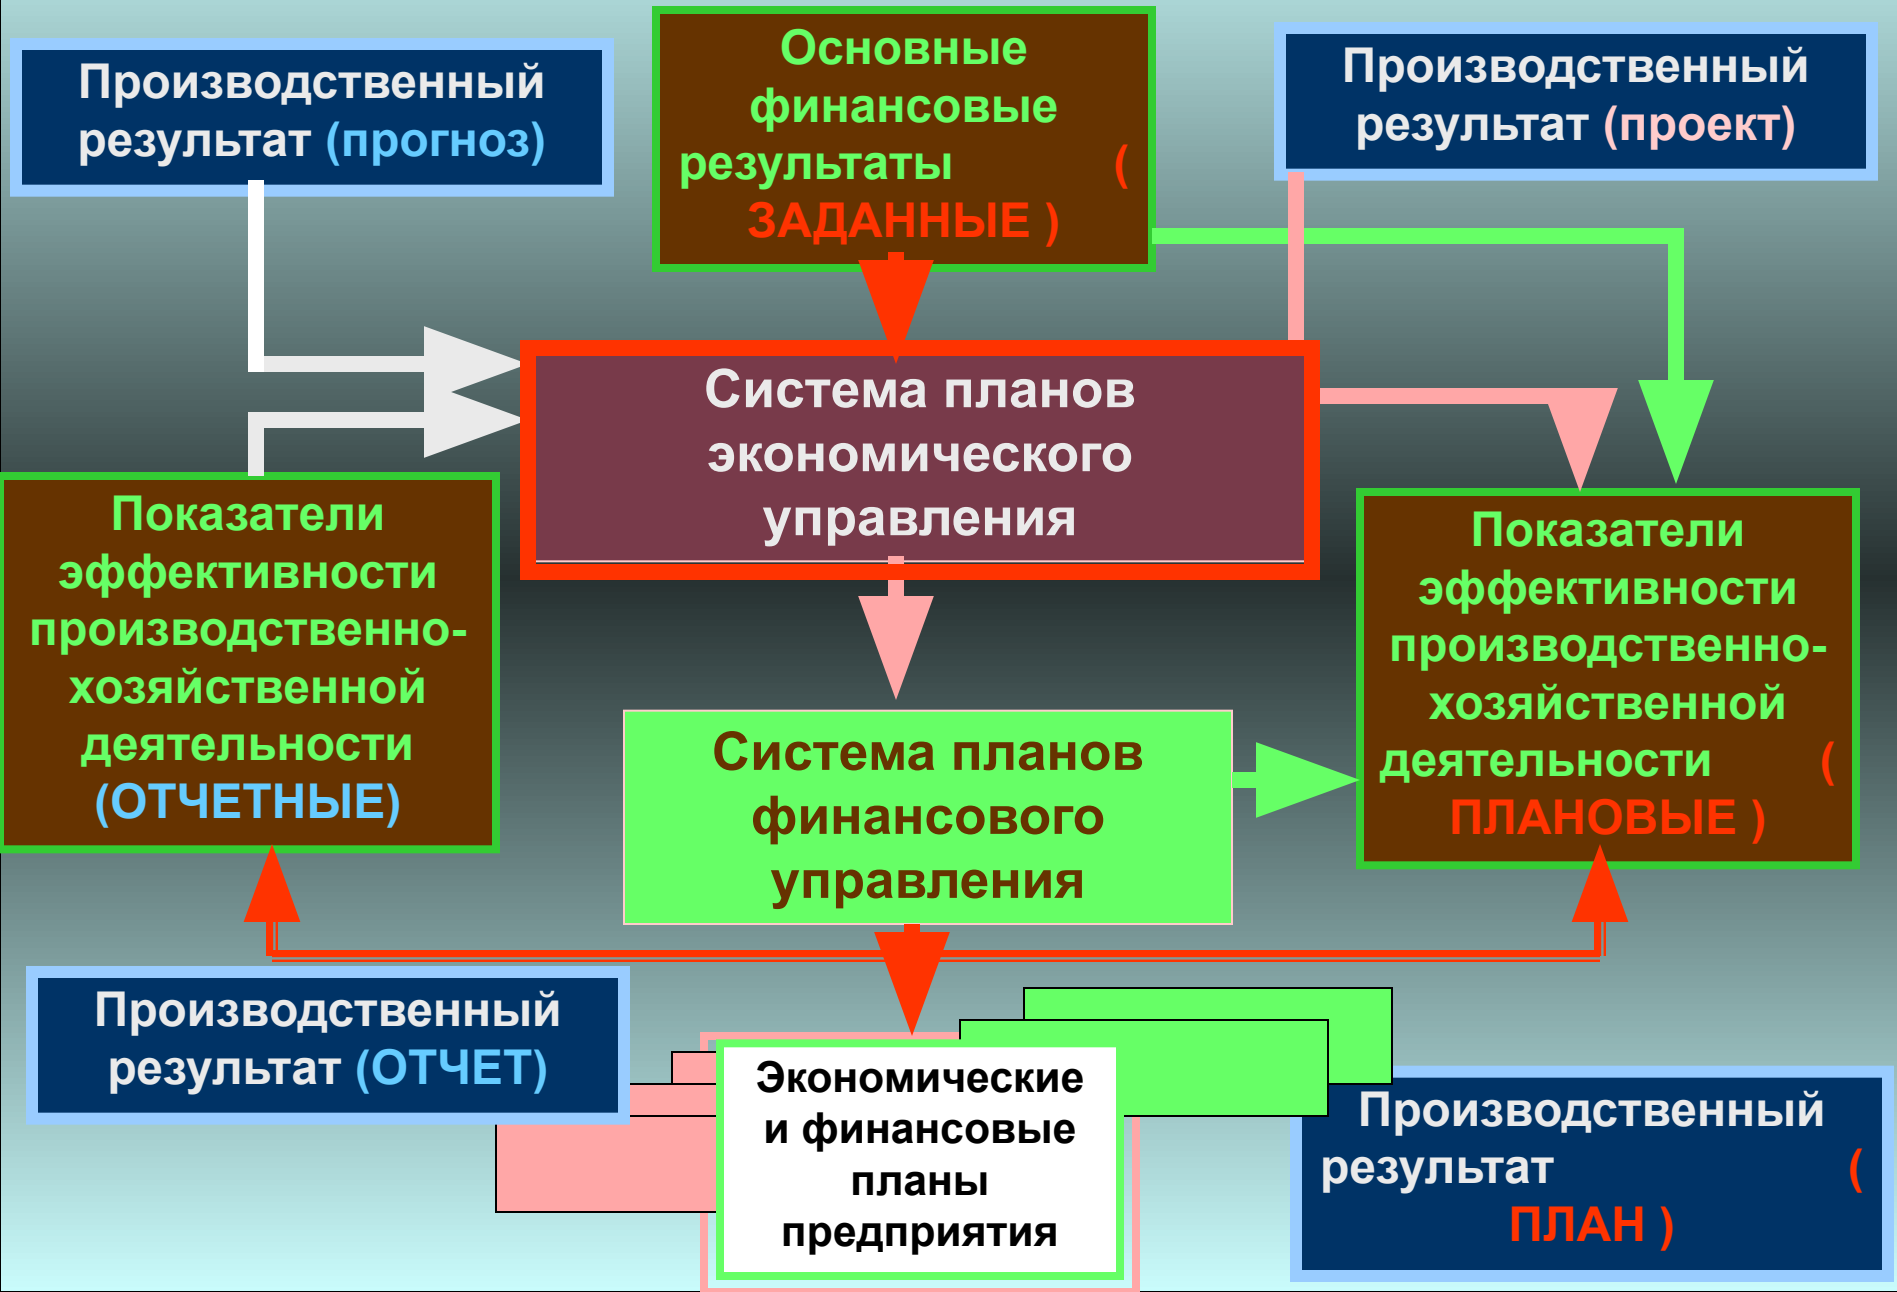 Производственный
результат (прогноз)
Основные
финансовые
результаты (
ЗАДАННЫЕ )
Производственный
результат (проект)
Система планов
экономического
управления
Показатели
эффективности
производственно-
хозяйственной
деятельности
(ОТЧЕТНЫЕ)
Показатели
эффективности
производственно-
хозяйственной
деятельности (
ПЛАНОВЫЕ )
Система планов
финансового
управления
Производственный
результат (ОТЧЕТ)
Экономические
и финансовые
планы
предприятия
Производственный
результат (
ПЛАН )